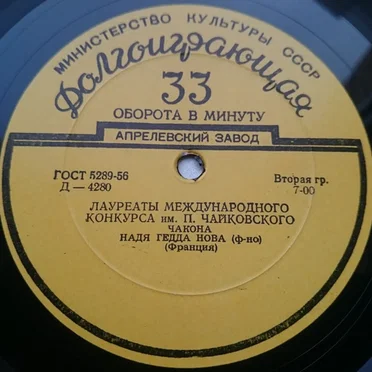 МИНИСТЕРСТВО КУЛЬТУРЫ СССР
Долгоиграющая
33
ОБОРОТА В МИНУТУ
АПРЕЛЕВСКИЙ ЗАВОД
ГОСТ 5289-56
Д — 4280
Вторая гр.
7-00
ЛАУРЕАТЫ МЕЖДУНАРОДНОГО
КОНКУРСА им. П. ЧАЙКОВСКОГО
ЧАКОНА
НАДЯ ГЕДДА НОВА (ф-но)
(Франция)